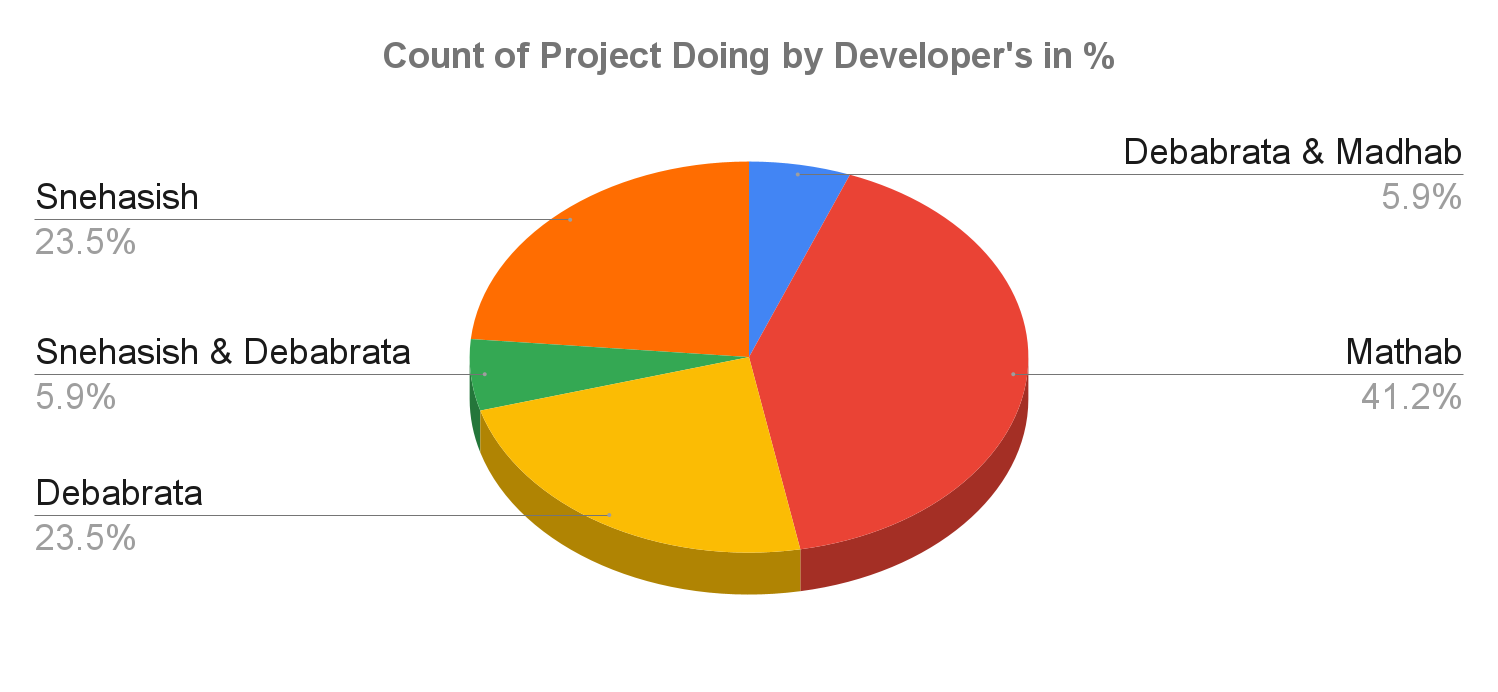 Count of Project Doing by Developer's in %
Debabrata & Madhab
5.9%
Mathab
41.2%
Snehasish
23.5%
Snehasish & Debabrata
5.9%
Debabrata
23.5%